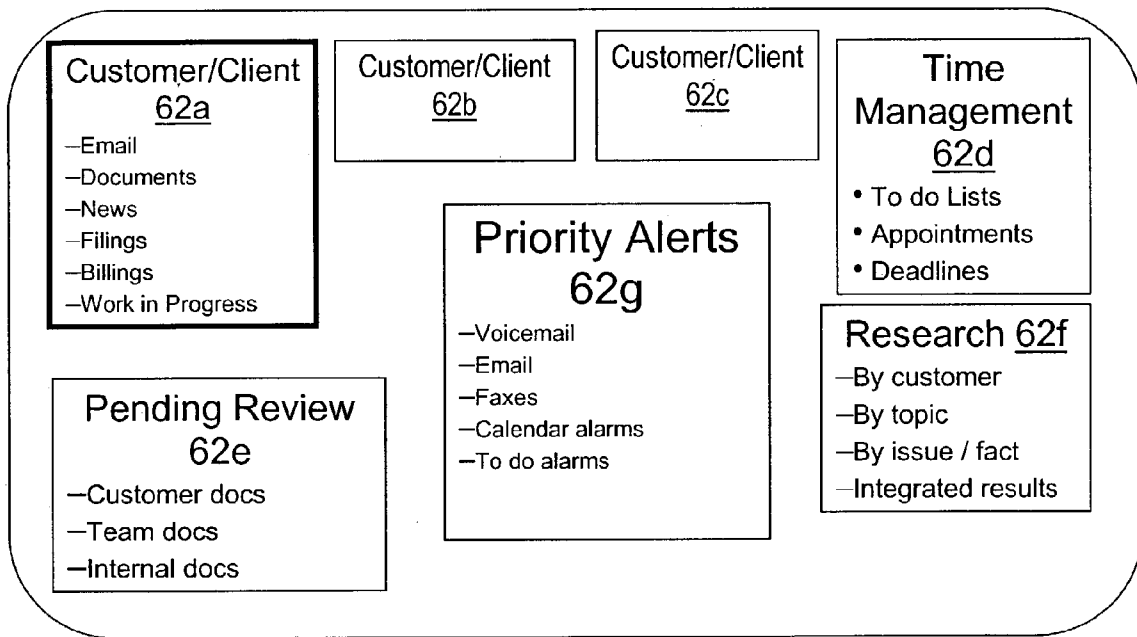 Customer/Client
62a
–Email
–Documents
–News
–Filings
–Billings
–Work in Progress
Customer/Client
62b
Customer/Client
62c
Time
Management
62d
• To do Lists
• Appointments
• Deadlines
Priority Alerts
62g
–Voicemail
–Email
–Faxes
–Calendar alarms
–To do alarms
Research 62f
–By customer
–By topic
–By issue / fact
–Integrated results
Pending Review
62e
–Customer docs
–Team docs
–Internal docs